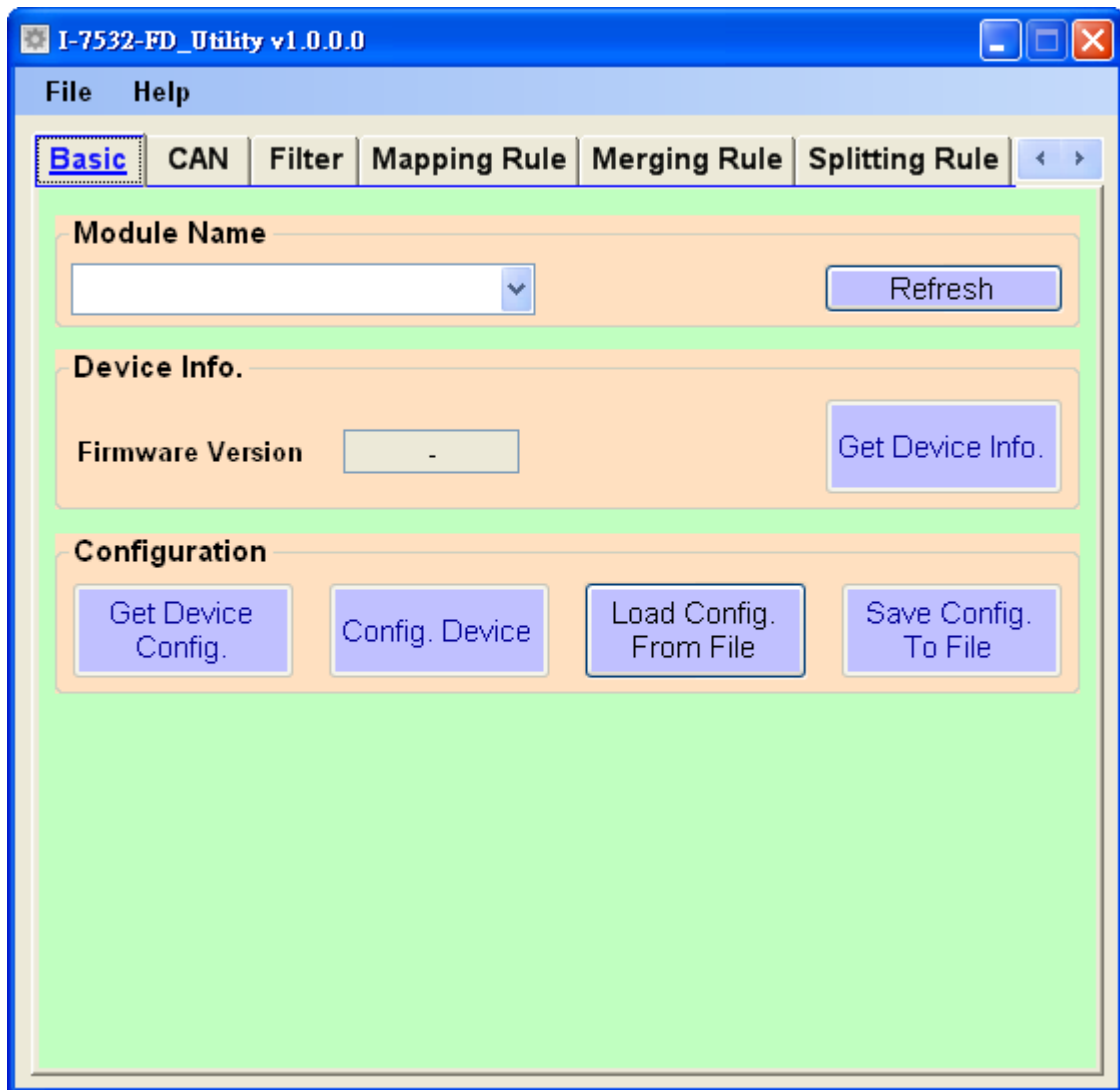 I-7532-FD_Utility v1.0.0.0
File Help
Basic CAN Filter Mapping Rule Merging Rule Splitting Rule
Module Name
Refresh
Device Info.
Firmware Version - Get Device Info.
Configuration
Get Device
Config.
Config. Device
Load Config.
From File
Save Config.
To File